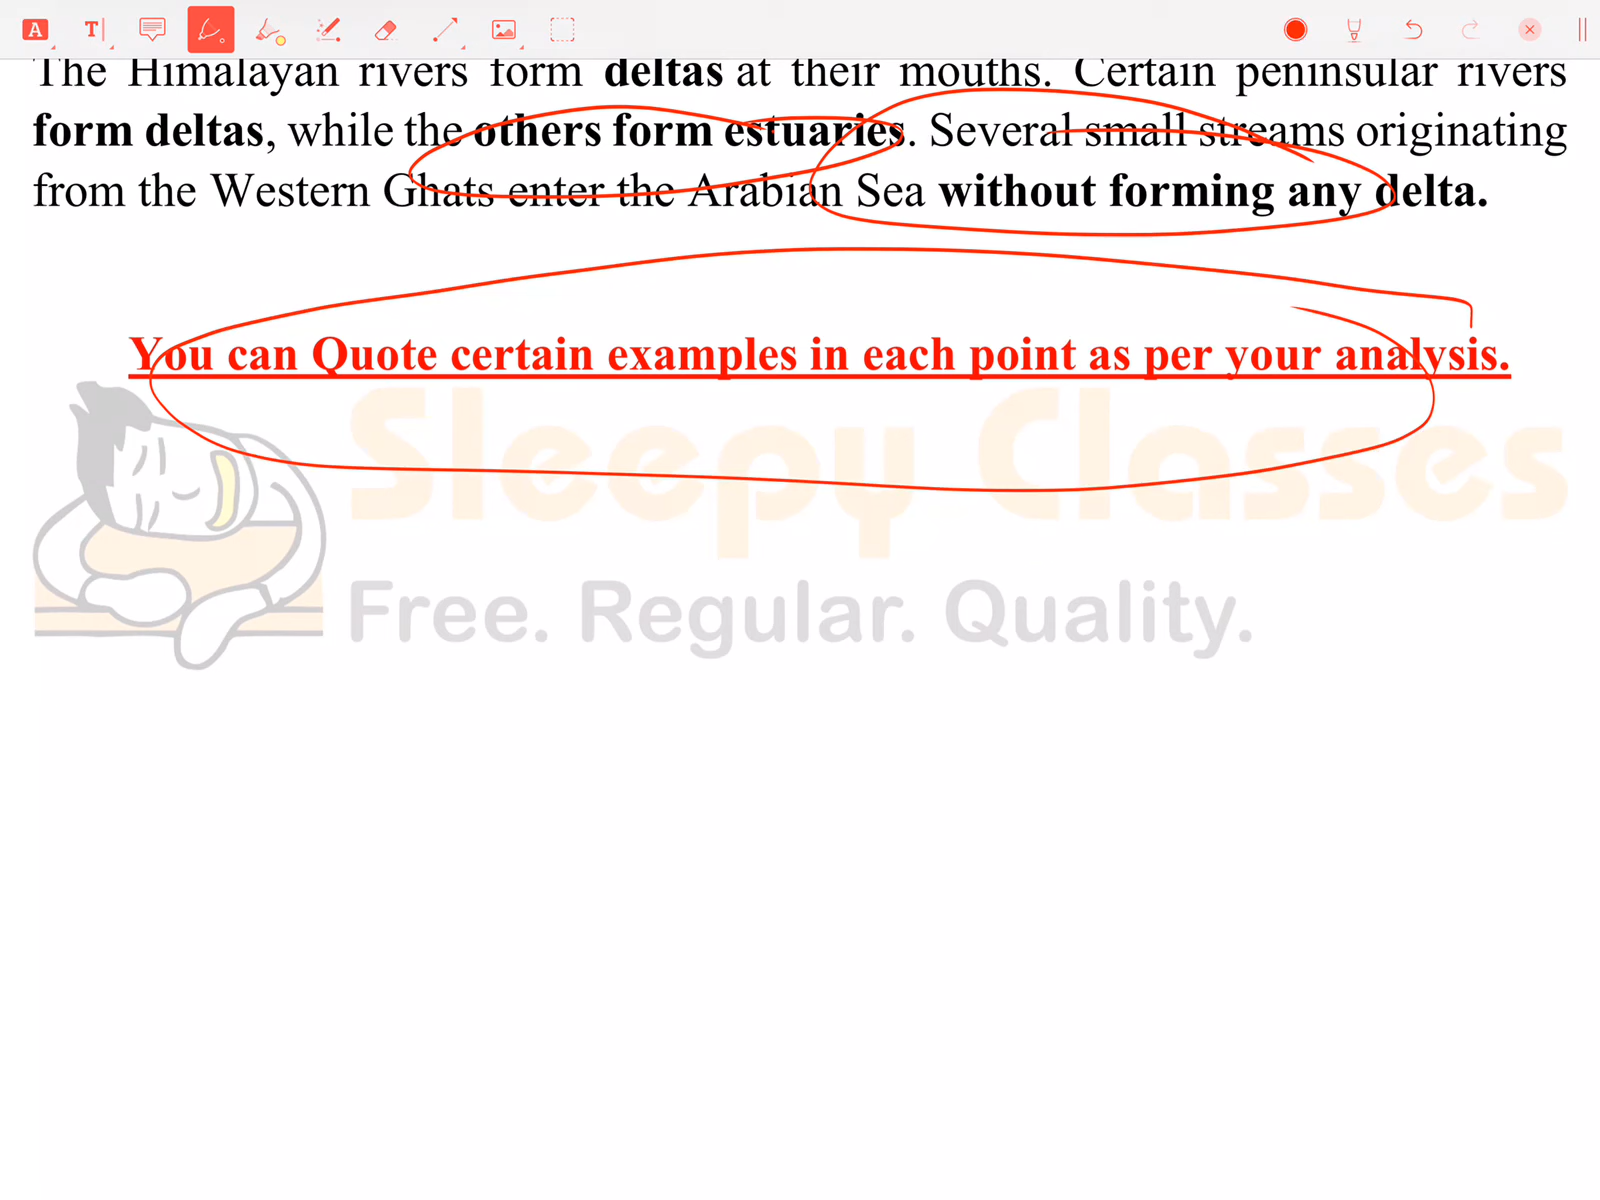 The Himalayan rivers form deltas at their mouths. Certain peninsular rivers
form deltas, while the others form estuaries. Several small streams originating
from the Western Ghats enter the Arabian Sea without forming any delta.
You can Quote certain examples in each point as per your analysis.
Sleepy Classes
Free. Regular. Quality.